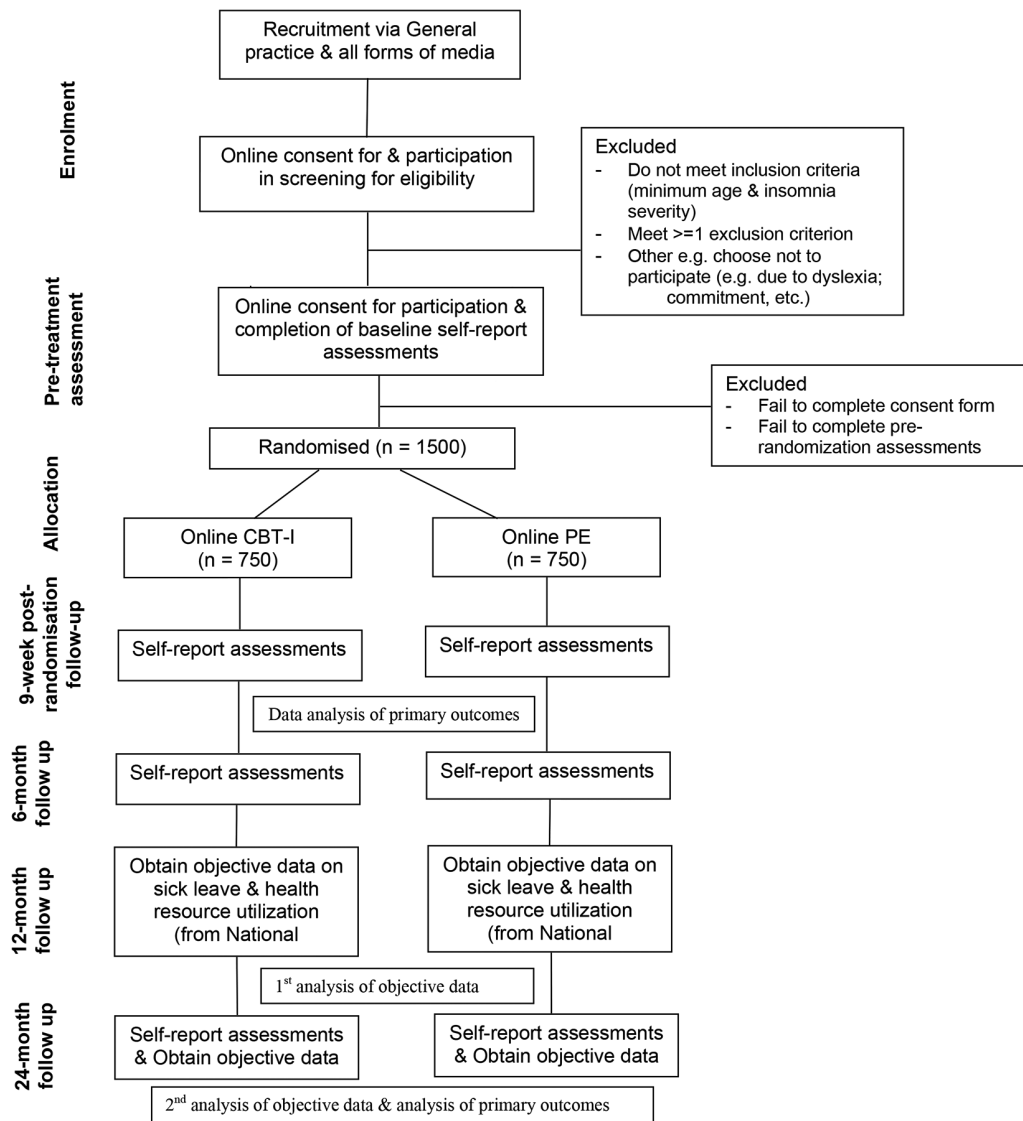 Recruitment via General
practice & all forms of media
Enrolment
Online consent for & participation
in screening for eligibility
Excluded
- Do not meet inclusion criteria
(minimum age & insomnia
severity)
- Meet >=1 exclusion criterion
- Other e.g. choose not to
participate (e.g. due to dyslexia;
commitment, etc.)
Pre-treatment
assessment
Online consent for participation &
completion of baseline self-report
assessments
Excluded
- Fail to complete consent form
- Fail to complete pre-
randomization assessments
Randomised (n = 1500)
Allocation
Online CBT-I
(n = 750)
Online PE
(n = 750)
9-week post-
randomisation
follow-up
Self-report assessments
Self-report assessments
Data analysis of primary outcomes
6-month
follow up
Self-report assessments
Self-report assessments
12-month
follow up
Obtain objective data on
sick leave & health
resource utilization
(from National
Obtain objective data on
sick leave & health
resource utilization
(from National
1st analysis of objective data
24-month
follow up
Self-report assessments
& Obtain objective data
Self-report assessments
& Obtain objective data
2nd analysis of objective data & analysis of primary outcomes